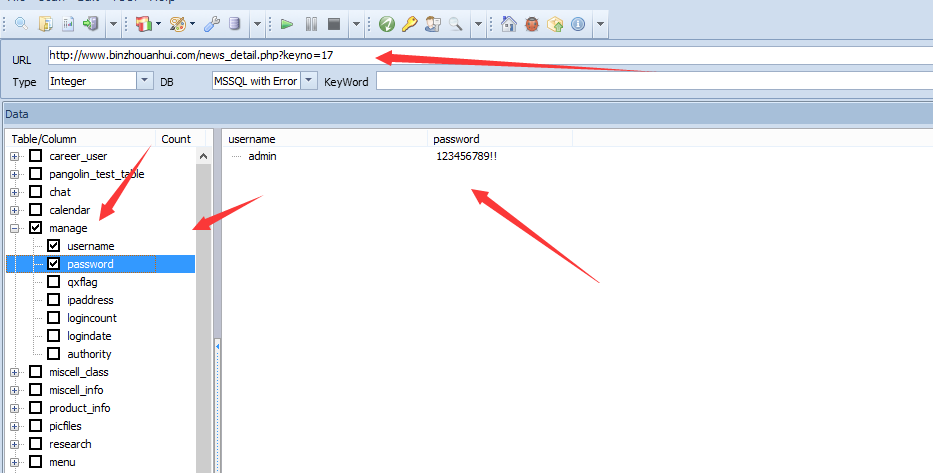 URL http://www.binzhouanhui.com/news_detail.php?keyno=17
Type Integer DB MSSQL with Error KeyWord
Data
Table/Column Count username password
career_user admin 123456789!!
pangolin_test_table
chat
calendar
manage
username
password
qxflag
ipaddress
logincount
logindate
authority
miscell_class
miscell_info
product_info
picfiles
research
menu